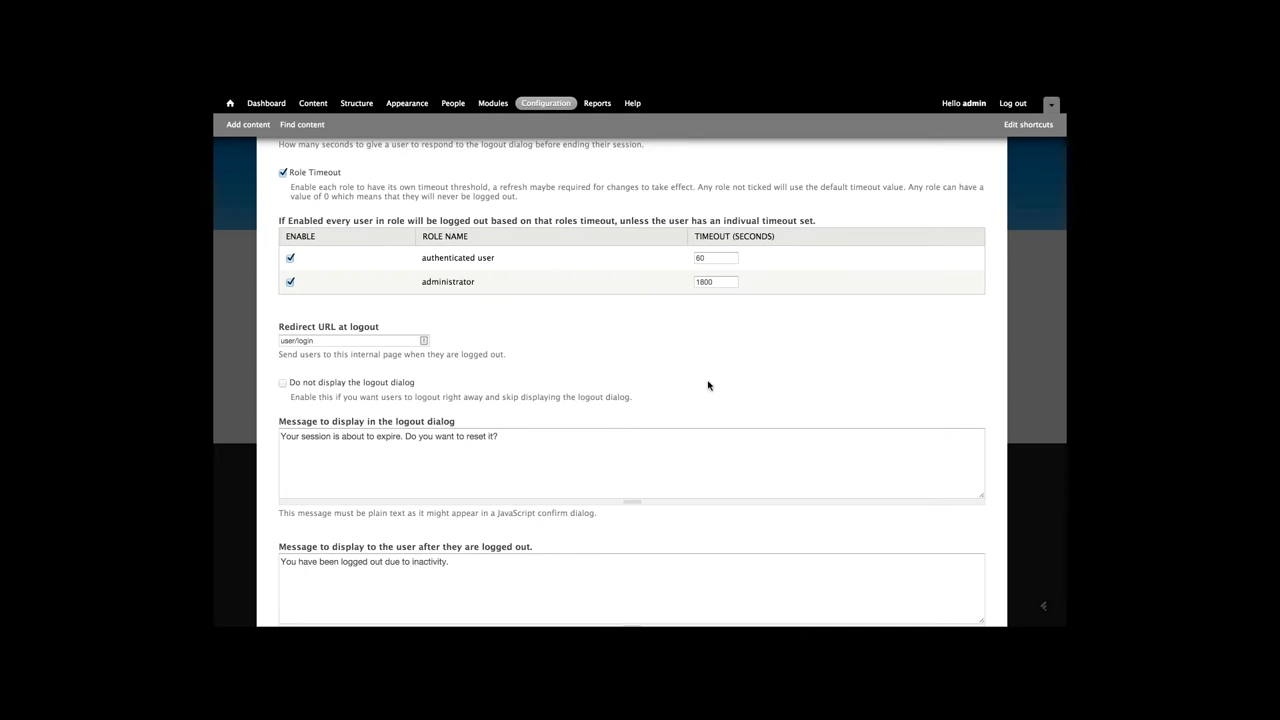 Dashboard Content Structure Appearance People Modules Configuration Reports Help Hello admin Log out
Add content Find content Edit shortcuts
How many seconds to give a user to respond to the logout dialog before ending their session.
Role Timeout
Enable each role to have its own timeout threshold, a refresh maybe required for changes to take effect. Any role not ticked will use the default timeout value. Any role can have a
value of 0 which means that they will never be logged out.
If Enabled every user in role will be logged out based on that roles timeout, unless the user has an indivual timeout set.
ENABLE ROLE NAME TIMEOUT (SECONDS)
authenticated user 60
administrator 1800
Redirect URL at logout
user/login
Send users to this internal page when they are logged out.
Do not display the logout dialog
Enable this if you want users to logout right away and skip displaying the logout dialog.
Message to display in the logout dialog
Your session is about to expire. Do you want to reset it?
This message must be plain text as it might appear in a JavaScript confirm dialog.
Message to display to the user after they are logged out.
You have been logged out due to inactivity.